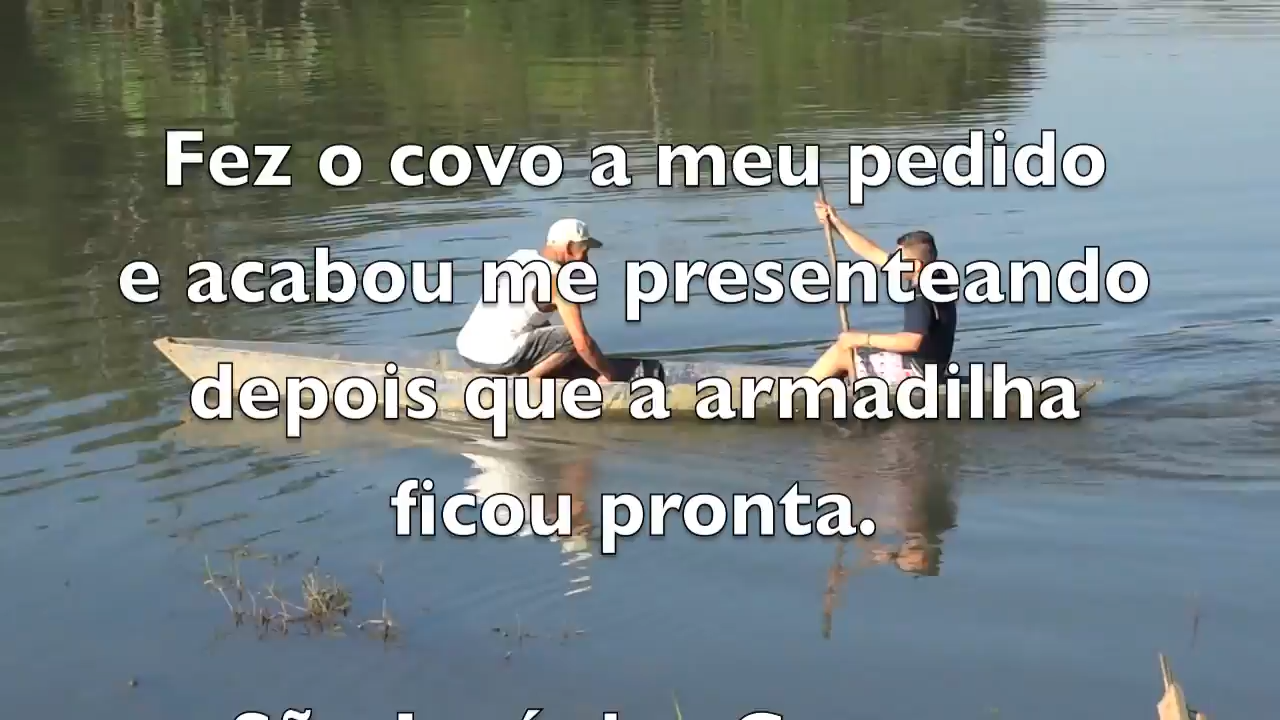 Fez o covo a meu pedido
e acabou me presenteando
depois que a armadilha
ficou pronta.